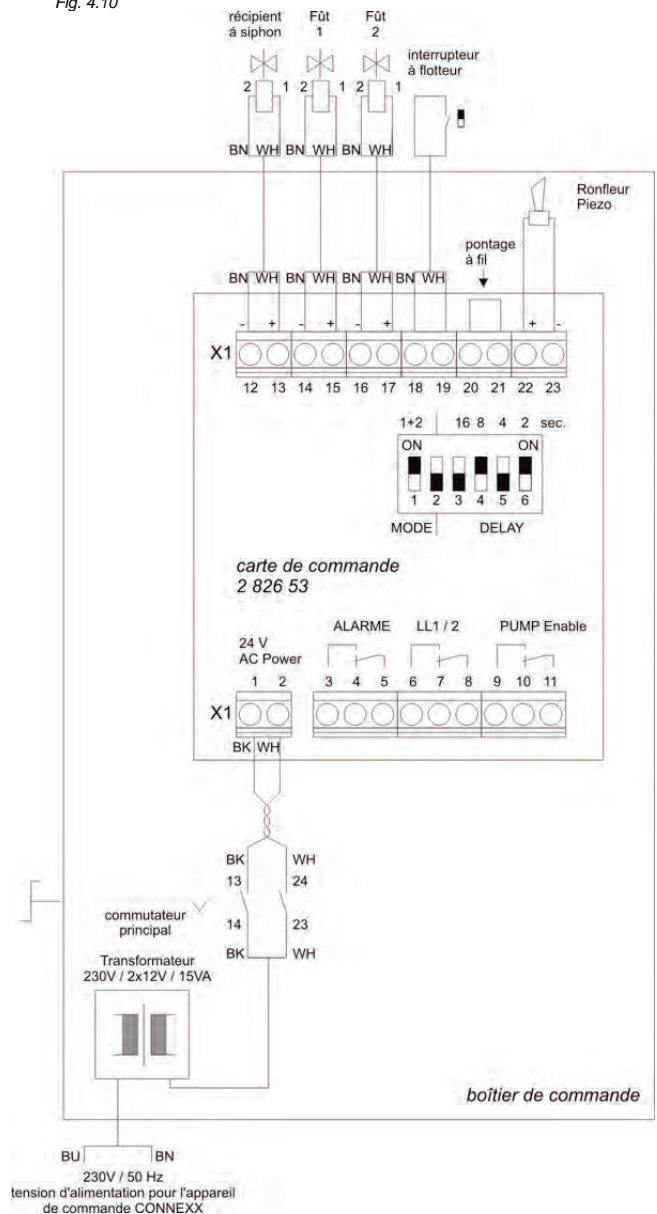 Fig. 4.10
récipient à siphon
Fût 1
Fût 2
interrupteur à flotteur
2 1 2 1 2 1
BN WH BN WH BN WH
Ronfleur Piezo
pontage à fil
BN WH BN WH BN WH BN WH
- + - + - + + -
X1
12 13 14 15 16 17 18 19 20 21 22 23
1+2 16 8 4 2 sec.
ON ON
1 2 3 4 5 6
MODE DELAY
carte de commande
2 826 53
ALARME LL1 / 2 PUMP Enable
24 V
AC Power
1 2 3 4 5 6 7 8 9 10 11
X1
BK WH
BK WH
13 24
commutateur principal
14 23
BK WH
Transformateur
230V / 2x12V / 15VA
boîtier de commande
BU BN
230V / 50 Hz
tension d'alimentation pour l'appareil
de commande CONNEXX